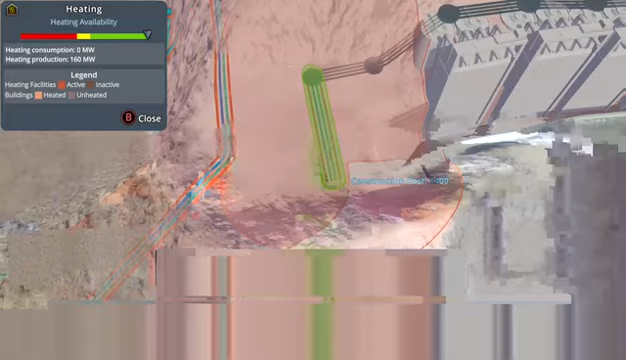 Heating
Heating Availability
Heating consumption: 0 MW
Heating production: 160 MW
Legend
Heating Facilities Active Inactive
Buildings Heated Unheated
B Close